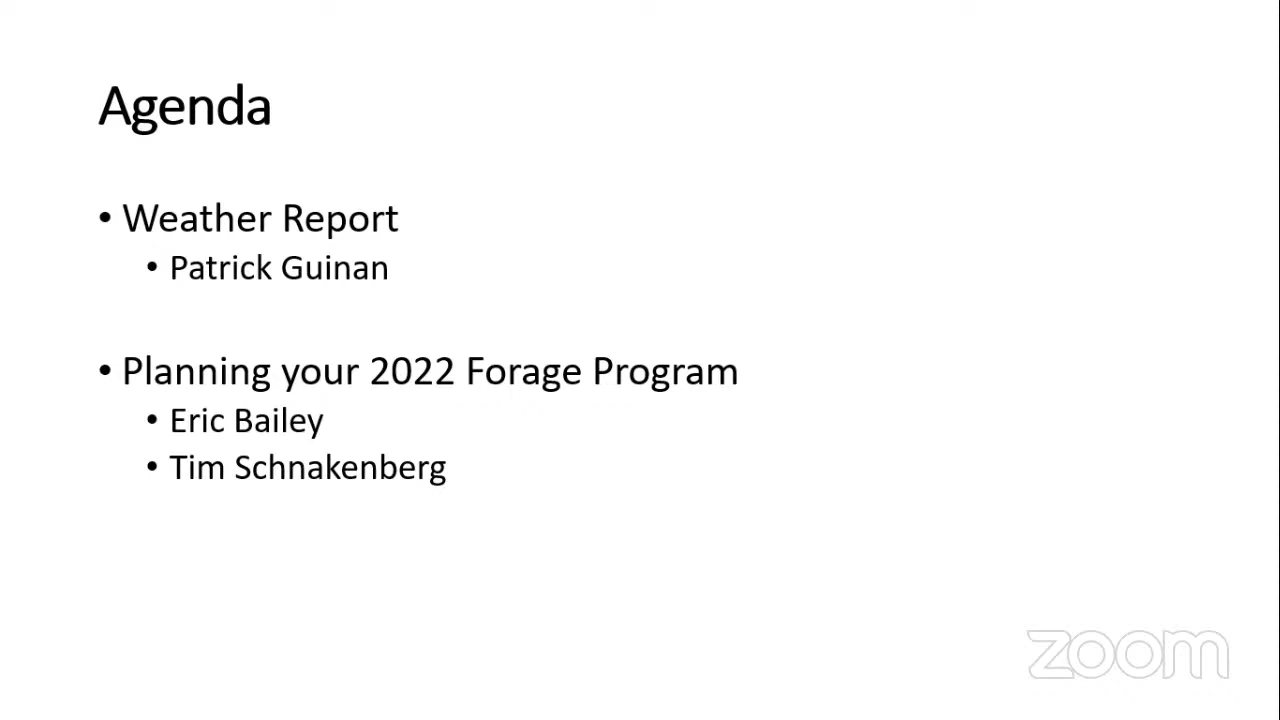 Agenda
• Weather Report
• Patrick Guinan
• Planning your 2022 Forage Program
• Eric Bailey
• Tim Schnakenberg
zoom